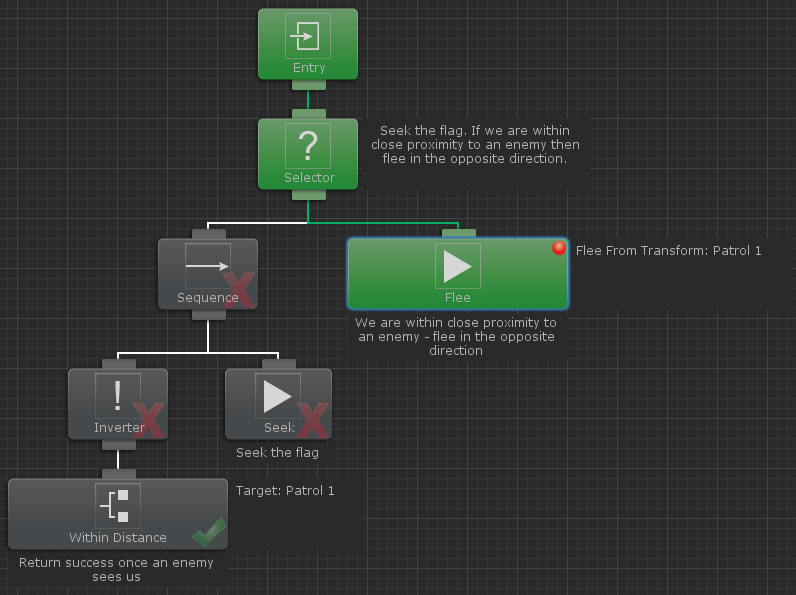 Entry
Seek the flag. If we are within
close proximity to an enemy then
flee in the opposite direction.
?
Selector
Sequence
Flee
Flee From Transform: Patrol 1
We are within close proximity to
an enemy - flee in the opposite
direction
!
Inverter
Seek
Seek the flag
Within Distance
Target: Patrol 1
Return success once an enemy
sees us